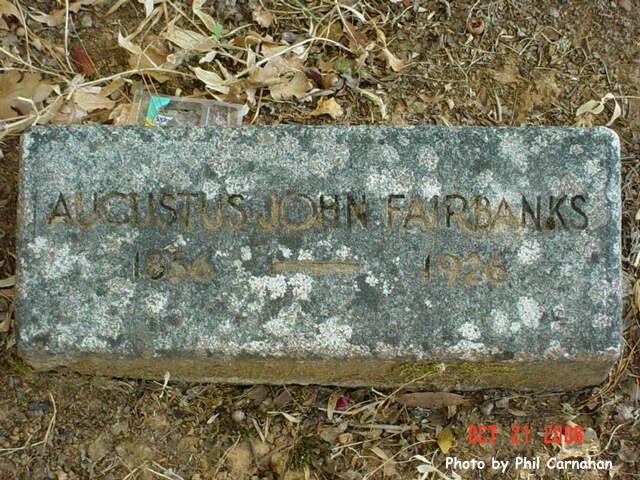 AUGUSTUS JOHN FAIRBANKS
1856 — 1926
OCT 21 2006
Photo by Phil Carnahan